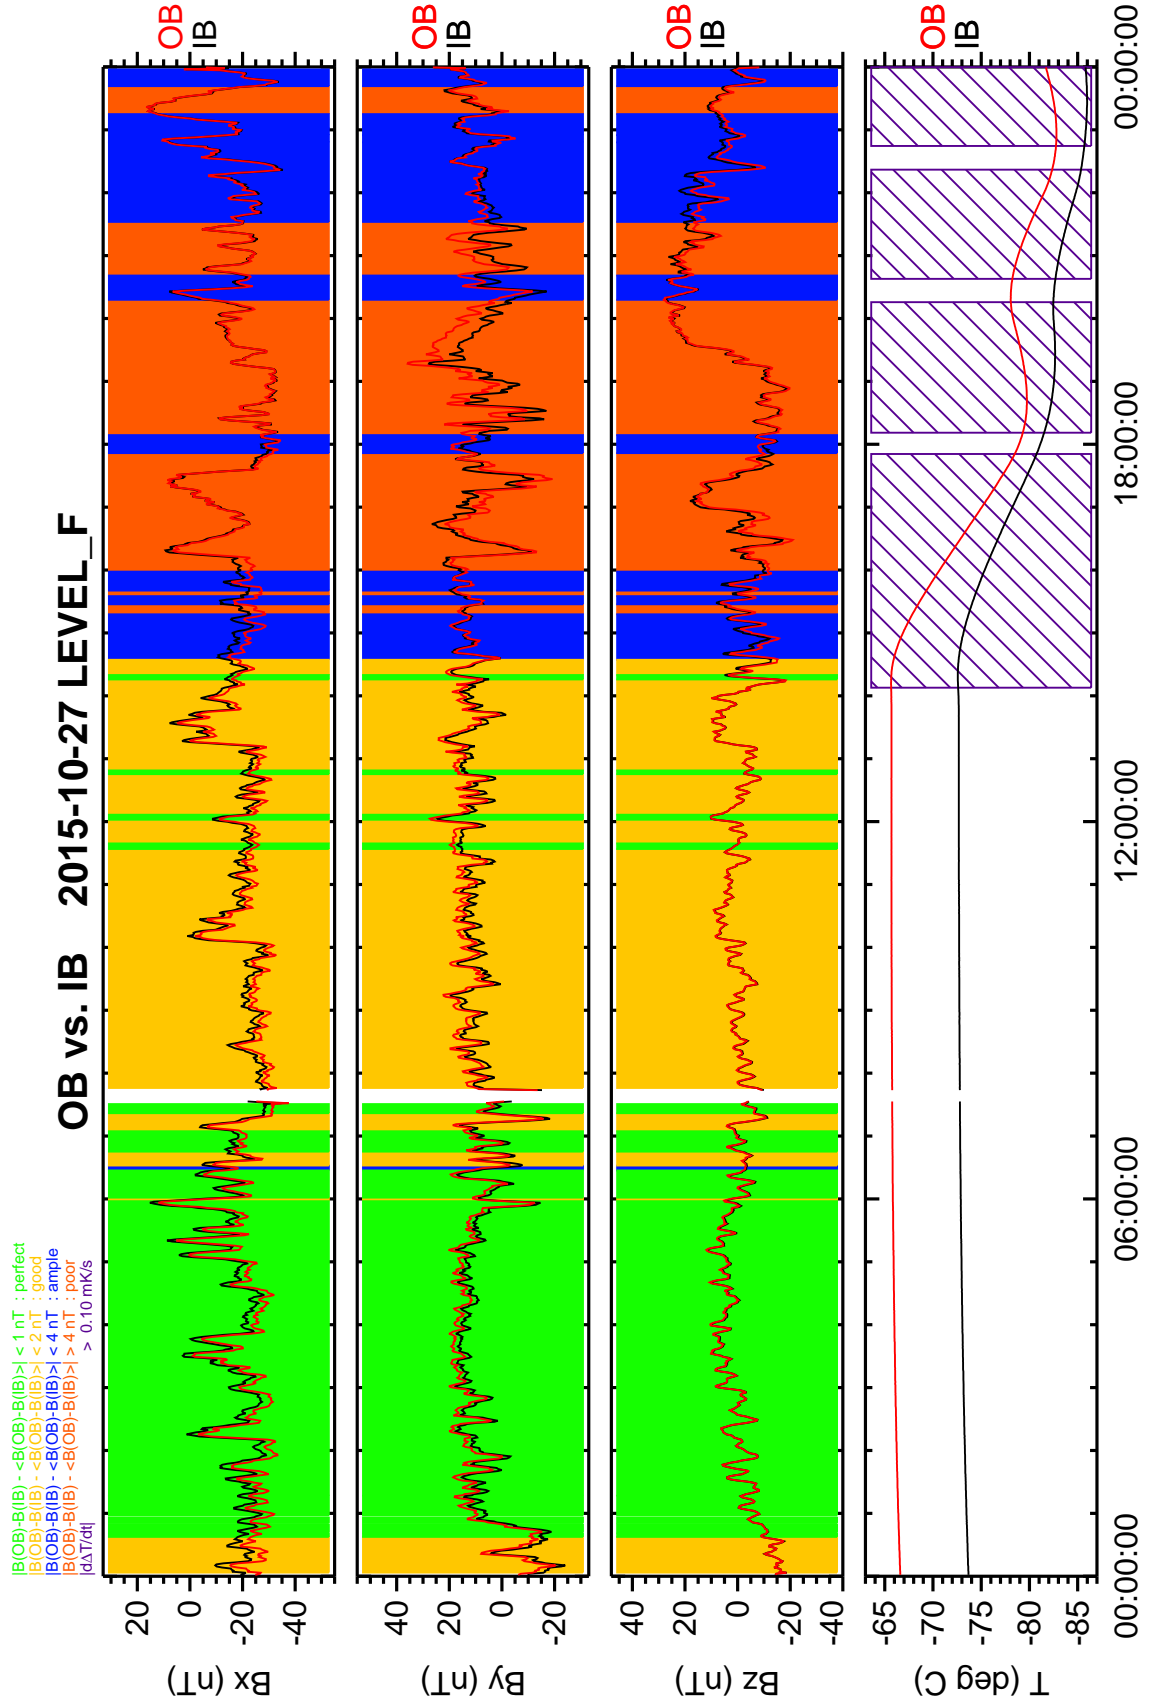 |B(OB)-B(IB) - <B(OB)-B(IB)>| < 1 nT : perfect
|B(OB)-B(IB) - <B(OB)-B(IB)>| < 2 nT : good
|B(OB)-B(IB) - <B(OB)-B(IB)>| < 4 nT : ample
|B(OB)-B(IB) - <B(OB)-B(IB)>| > 4 nT : poor
|dΔT/dt| > 0.10 mK/s
OB vs. IB 2015-10-27 LEVEL_F
Bx (nT)
20
0
-20
-40
OB
IB
By (nT)
40
20
0
-20
OB
IB
Bz (nT)
40
20
0
-20
-40
OB
IB
T (deg C)
-65
-70
-75
-80
-85
OB
IB
00:00:00
06:00:00
12:00:00
18:00:00
00:00:00